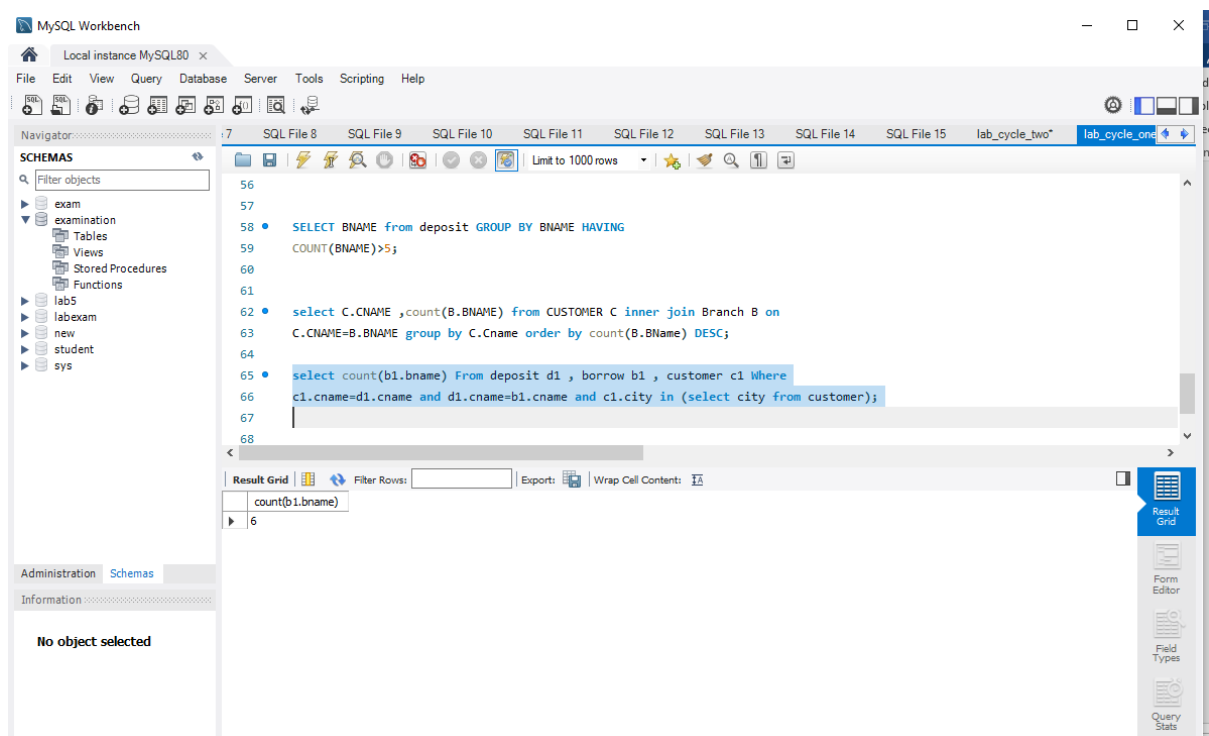 MySQL Workbench
Local instance MySQL80
File Edit View Query Database Server Tools Scripting Help
Navigator
SCHEMAS
Filter objects
exam
examination
Tables
Views
Stored Procedures
Functions
lab5
labexam
new
student
sys
Administration Schemas
Information
No object selected
7 SQL File 8 SQL File 9 SQL File 10 SQL File 11 SQL File 12 SQL File 13 SQL File 14 SQL File 15 lab_cycle_two* lab_cycle_one
Limit to 1000 rows
56
57
58 SELECT BNAME from deposit GROUP BY BNAME HAVING
59 COUNT(BNAME)>5;
60
61
62 select C.CNAME ,count(B.BNAME) from CUSTOMER C inner join Branch B on
63 C.CNAME=B.BNAME group by C.Cname order by count(B.BName) DESC;
64
65 select count(b1.bname) From deposit d1 , borrow b1 , customer c1 Where
66 c1.cname=d1.cname and d1.cname=b1.cname and c1.city in (select city from customer);
67
68
Result Grid Filter Rows: Export: Wrap Cell Content:
count(b1.bname)
6
Result
Grid
Form
Editor
Field
Types
Query
Stats